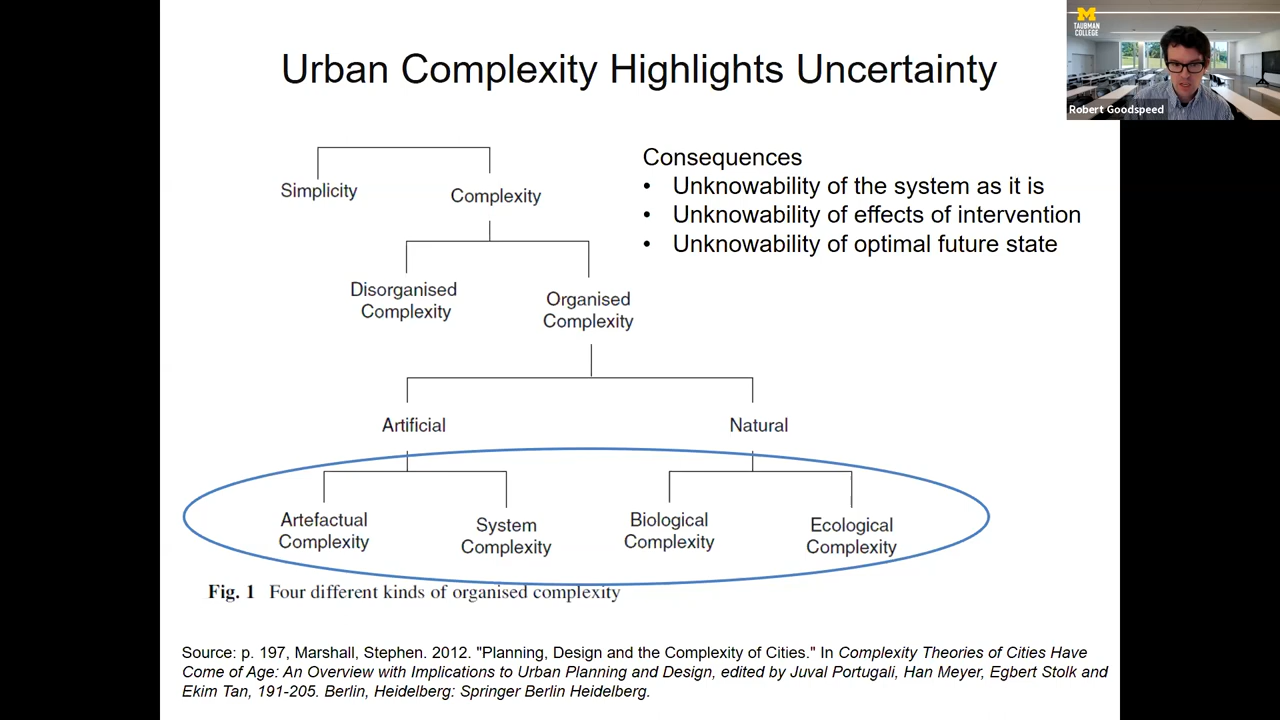 Urban Complexity Highlights Uncertainty
M
TAUBMAN
COLLEGE
Robert Goodspeed
Simplicity
Complexity
Disorganised
Complexity
Organised
Complexity
Artificial
Natural
Artefactual
Complexity
System
Complexity
Biological
Complexity
Ecological
Complexity
Fig. 1 Four different kinds of organised complexity
Consequences
• Unknowability of the system as it is
• Unknowability of effects of intervention
• Unknowability of optimal future state
Source: p. 197, Marshall, Stephen. 2012. "Planning, Design and the Complexity of Cities." In Complexity Theories of Cities Have
Come of Age: An Overview with Implications to Urban Planning and Design, edited by Juval Portugali, Han Meyer, Egbert Stolk and
Ekim Tan, 191-205. Berlin, Heidelberg: Springer Berlin Heidelberg.